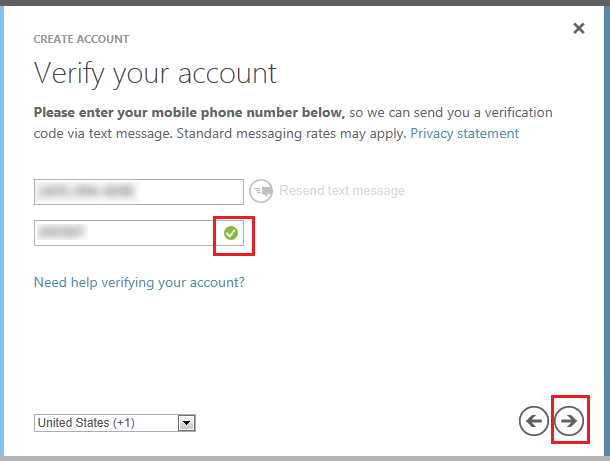 CREATE ACCOUNT
Verify your account
Please enter your mobile phone number below, so we can send you a verification
code via text message. Standard messaging rates may apply. Privacy statement
Resend text message
Need help verifying your account?
United States (+1)